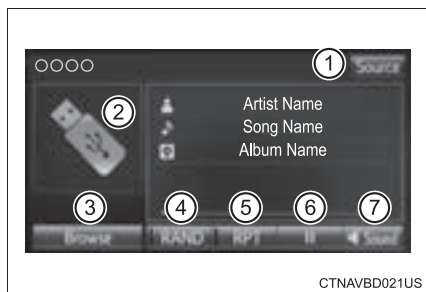 ○○○○
1 Source
2
Artist Name
Song Name
Album Name
3 4 5 6 7
Browse RAND RPT II Sound
CTNAVBD021US